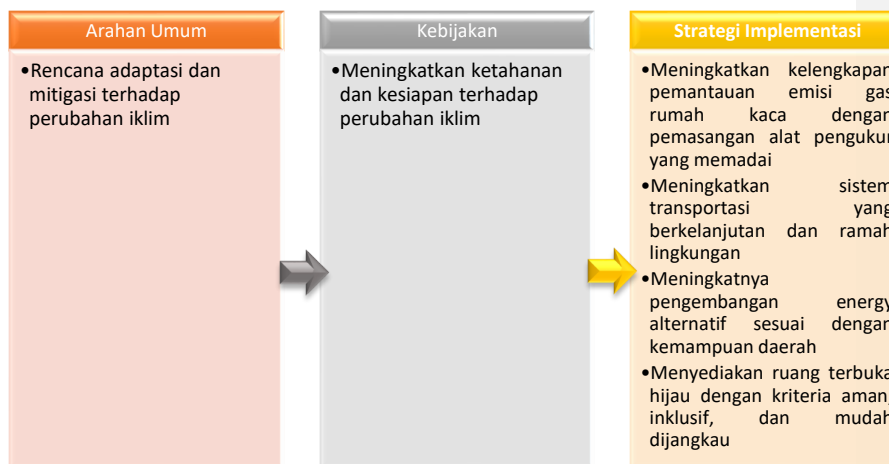 Arahan Umum
•Rencana adaptasi dan
mitigasi terhadap
perubahan iklim
Kebijakan
•Meningkatkan ketahanan
dan kesiapan terhadap
perubahan iklim
Strategi Implementasi
•Meningkatkan kelengkapan
pemantauan emisi gas
rumah kaca dengan
pemasangan alat pengukur
yang memadai
•Meningkatkan sistem
transportasi yang
berkelanjutan dan ramah
lingkungan
•Meningkatnya
pengembangan energy
alternatif sesuai dengan
kemampuan daerah
•Menyediakan ruang terbuka
hijau dengan kriteria aman,
inklusif, dan mudah
dijangkau